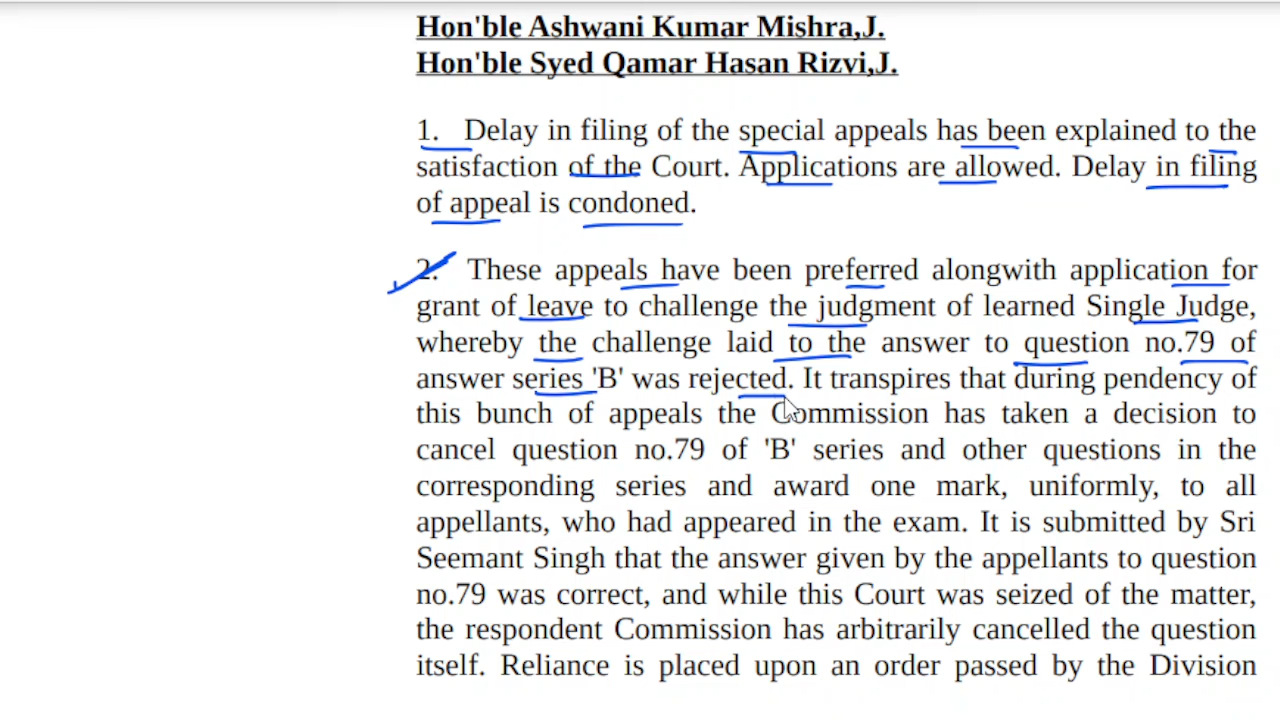 Hon'ble Ashwani Kumar Mishra,J.
Hon'ble Syed Qamar Hasan Rizvi,J.
1. Delay in filing of the special appeals has been explained to the
satisfaction of the Court. Applications are allowed. Delay in filing
of appeal is condoned.
2. These appeals have been preferred alongwith application for
grant of leave to challenge the judgment of learned Single Judge,
whereby the challenge laid to the answer to question no.79 of
answer series 'B' was rejected. It transpires that during pendency of
this bunch of appeals the Commission has taken a decision to
cancel question no.79 of 'B' series and other questions in the
corresponding series and award one mark, uniformly, to all
appellants, who had appeared in the exam. It is submitted by Sri
Seemant Singh that the answer given by the appellants to question
no.79 was correct, and while this Court was seized of the matter,
the respondent Commission has arbitrarily cancelled the question
itself. Reliance is placed upon an order passed by the Division